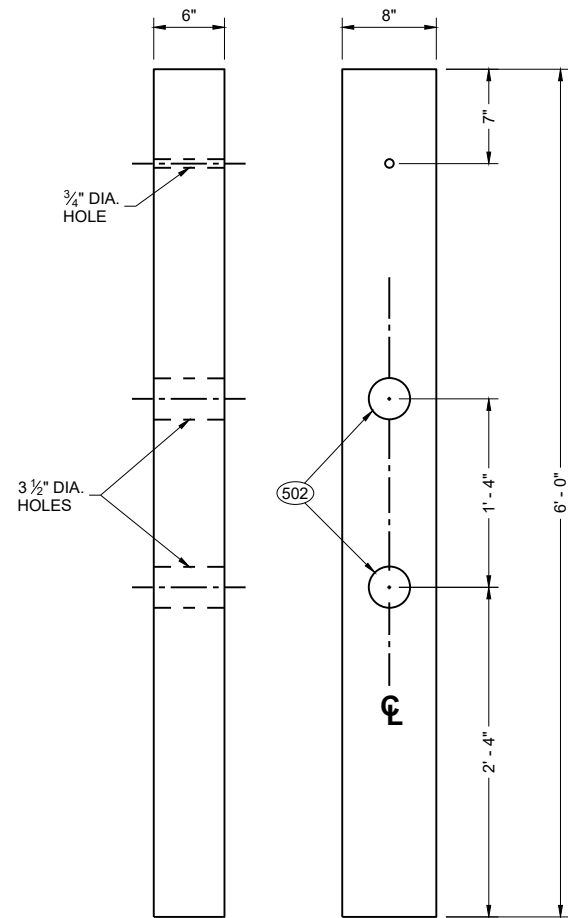 6"
8"
7"
¾" DIA.
HOLE
3 ½" DIA.
HOLES
502
1' - 4"
6' - 0"
2' - 4"
℄